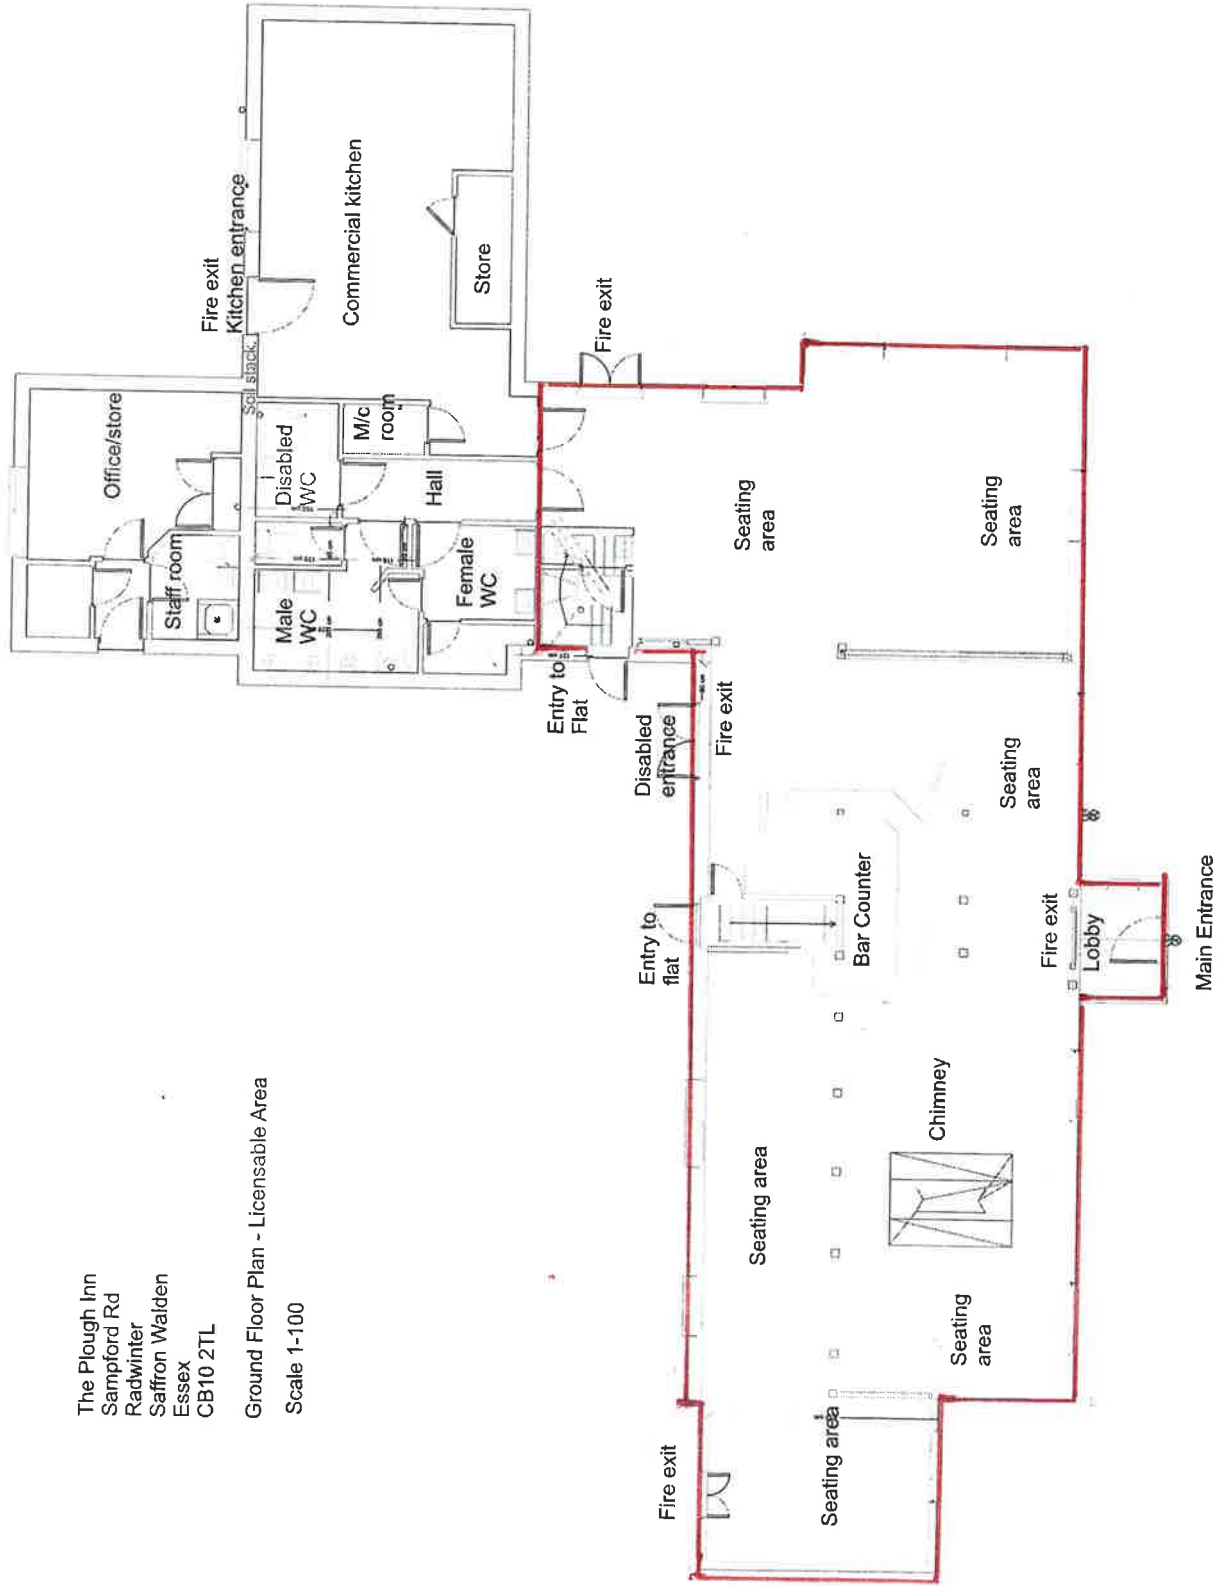 The Plough Inn
Sampford Rd
Radwinter
Saffron Walden
Essex
CB10 2TL
Ground Floor Plan - Licensable Area
Scale 1-100
Office/store
Staff room
Soil stack.
Fire exit
Kitchen entrance
Commercial kitchen
Store
Disabled
WC
M/c
room
Hall
Male
WC
Female
WC
Entry to
Flat
Fire exit
Disabled
entrance
Fire exit
Entry to
flat
Seating
area
Seating
area
Seating
area
Bar Counter
Fire exit
Lobby
Main Entrance
Chimney
Seating area
Seating
area
Seating area
Fire exit